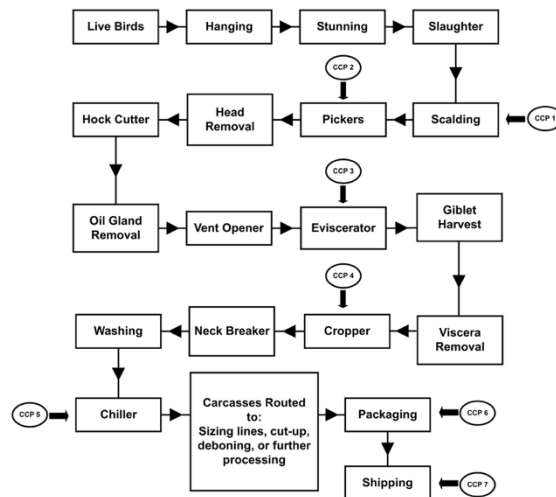 Live Birds
Hanging
Stunning
Slaughter
CCP 2
Hock Cutter
Head
Removal
Pickers
Scalding
CCP 1
CCP 3
Oil Gland
Removal
Vent Opener
Eviscerator
Giblet
Harvest
CCP 4
Washing
Neck Breaker
Cropper
Viscera
Removal
CCP 5
Chiller
Carcasses Routed
to:
Sizing lines, cut-up,
deboning, or further
processing
Packaging
CCP 6
Shipping
CCP 7